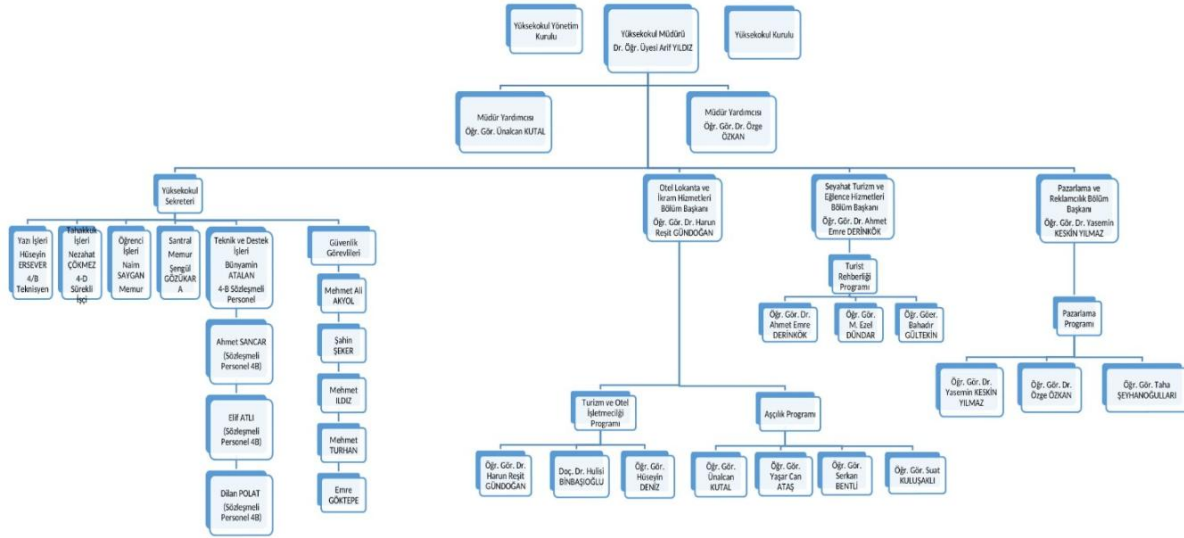 Yüksekokul Yönetim
Kurulu
Yüksekokul Müdürü
Dr. Öğr. Üyesi Arif YILDIZ
Yüksekokul Kurulu
Müdür Yardımcısı
Öğr. Gör. Ünalcan KUTAL
Müdür Yardımcısı
Öğr. Gör. Dr. Özge
ÖZKAN
Yüksekokul
Sekreteri
Otel Lokanta ve
İkram Hizmetleri
Bölüm Başkanı
Öğr. Gör. Dr. Harun
Reşit GÜNDOĞAN
Seyahat Turizm ve
Eğlence Hizmetleri
Bölüm Başkanı
Öğr. Gör. Dr. Ahmet
Emre DERİNKÖK
Pazarlama ve
Reklamcılık Bölüm
Başkanı
Öğr. Gör. Dr. Yasemin
KESKİN YILMAZ
Yazı İşleri
Hüseyin
ERSEVER
4/B
Teknisyen
Tahakkuk
İşleri
Nezahat
ÇÖKMEZ
4-D
Sürekli
İşçi
Öğrenci
İşleri
Naim
SAYGAN
Memur
Santral
Memur
Şengül
GÖZÜKAR
A
Teknik ve Destek
İşleri
Bünyamin
ATALAN
4-B Sözleşmeli
Personel
Güvenlik
Görevlileri
Ahmet SANCAR
(Sözleşmeli
Personel 4B)
Elif ATLI
(Sözleşmeli
Personel 4B)
Dilan POLAT
(Sözleşmeli
Personel 4B)
Mehmet Ali
AKYOL
Şahin
ŞEKER
Mehmet
ILDIZ
Mehmet
TURHAN
Emre
GÖKTEPE
Turizm ve Otel
İşletmeciliği
Programı
Aşçılık Programı
Öğr. Gör. Dr.
Harun Reşit
GÜNDOĞAN
Doç. Dr. Hulisi
BİNBAŞIOĞLU
Öğr. Gör.
Hüseyin
DENİZ
Öğr. Gör.
Ünalcan
KUTAL
Öğr. Gör.
Yaşar Can
ATAŞ
Öğr. Gör.
Serkan
BENTLİ
Öğr. Gör. Suat
KULUŞAKLI
Turist
Rehberliği
Programı
Öğr. Gör. Dr.
Ahmet Emre
DERİNKÖK
Öğr. Gör.
M. Ezel
DÜNDAR
Öğr. Göer.
Bahadır
GÜLTEKİN
Pazarlama
Programı
Öğr. Gör. Dr.
Yasemin KESKİN
YILMAZ
Öğr. Gör. Dr.
Özge ÖZKAN
Öğr. Gör. Taha
ŞEYHANOĞULLARI